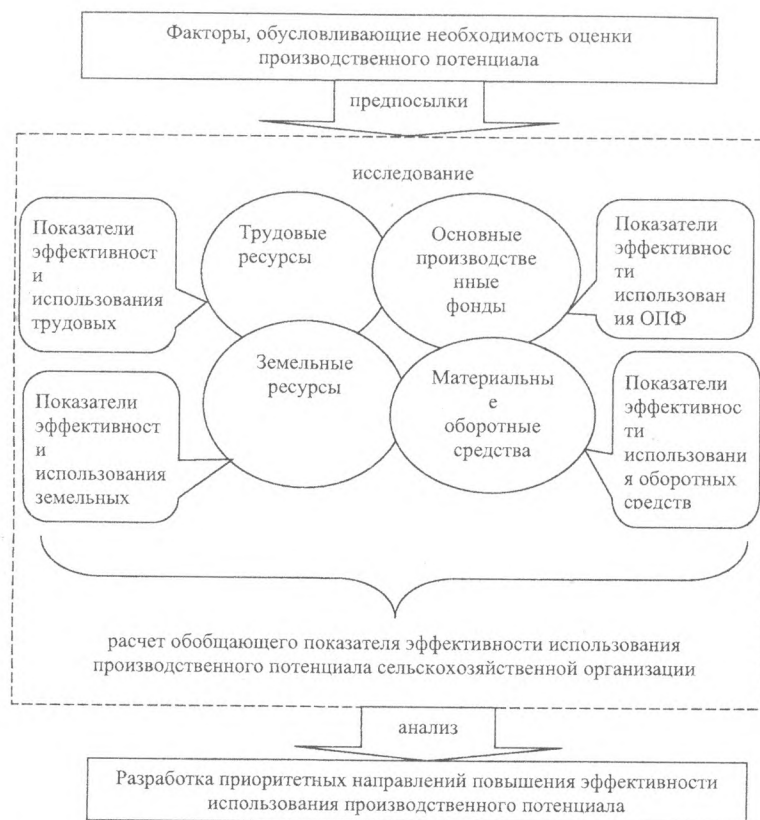 Факторы, обусловливающие необходимость оценки
производственного потенциала
предпосылки
исследование
Показатели
эффективност
и
использования
трудовых
Трудовые
ресурсы
Основные
производстве
нные
фонды
Показатели
эффективнос
ти
использован
ия ОПФ
Показатели
эффективност
и
использования
земельных
Земельные
ресурсы
Материальны
е
оборотные
средства
Показатели
эффективнос
ти
использовани
я оборотных
средств
расчет обобщающего показателя эффективности использования
производственного потенциала сельскохозяйственной организации
анализ
Разработка приоритетных направлений повышения эффективности
использования производственного потенциала